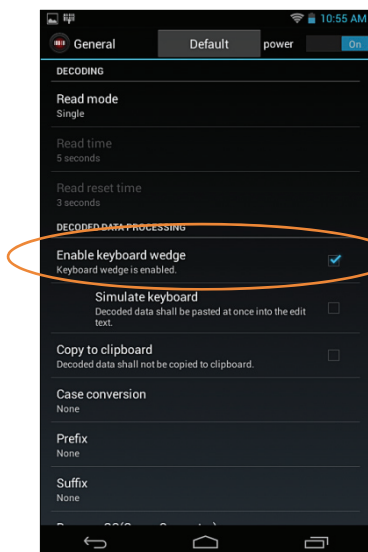 10:55 AM
General Default power On
DECODING
Read mode
Single
Read time
5 seconds
Read reset time
3 seconds
DECODED DATA PROCESSING
Enable keyboard wedge
Keyboard wedge is enabled.
Simulate keyboard
Decoded data shall be pasted at once into the edit
text.
Copy to clipboard
Decoded data shall not be copied to clipboard.
Case conversion
None
Prefix
None
Suffix
None